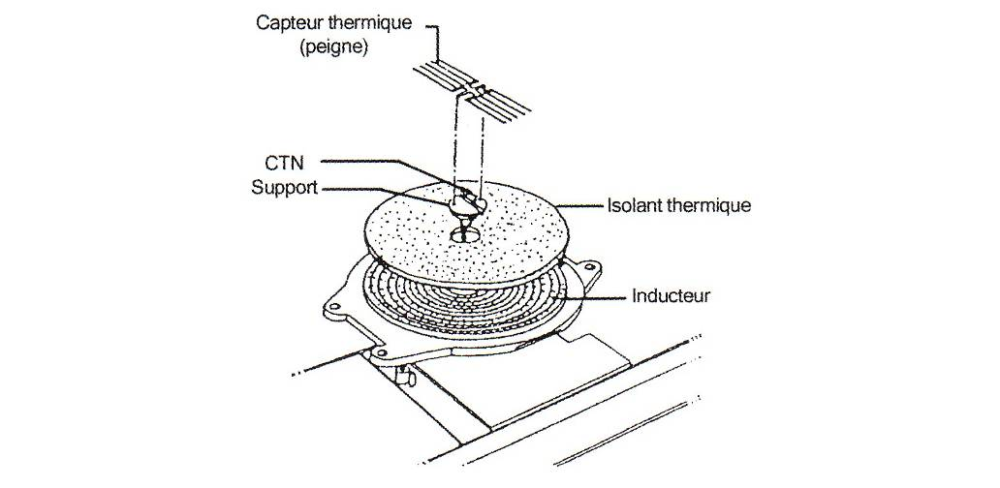 Capteur thermique
(peigne)
CTN
Support
Isolant thermique
Inducteur